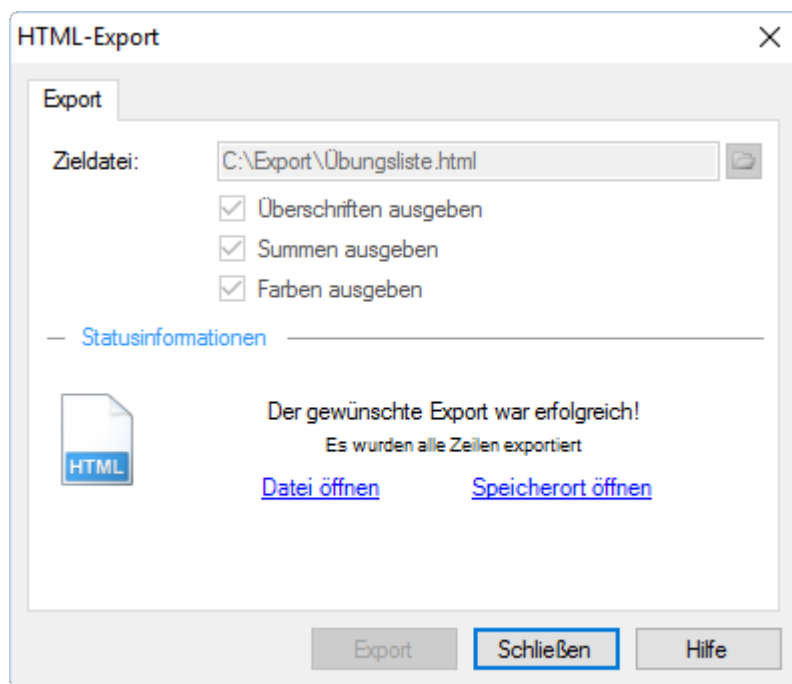 HTML-Export
Export
Zieldatei: C:\Export\Übungsliste.html
Überschriften ausgeben
Summen ausgeben
Farben ausgeben
Statusinformationen
Der gewünschte Export war erfolgreich!
Es wurden alle Zeilen exportiert
HTML
Datei öffnen Speicherort öffnen
Export Schließen Hilfe